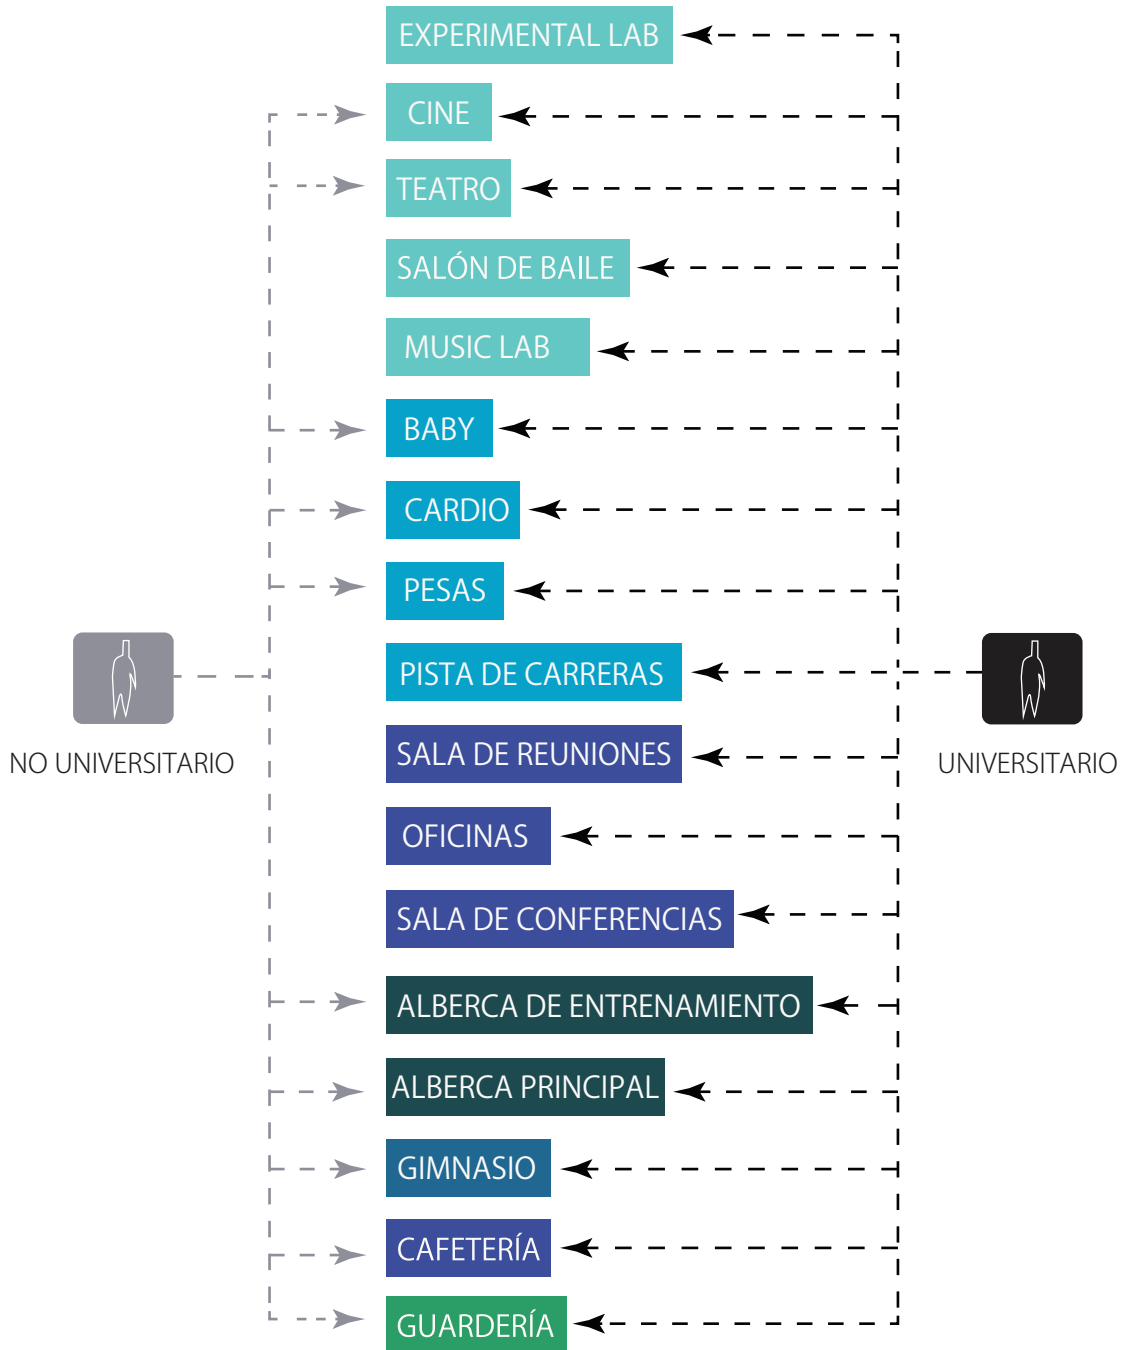 EXPERIMENTAL LAB
CINE
TEATRO
SALÓN DE BAILE
MUSIC LAB
BABY
CARDIO
PESAS
PISTA DE CARRERAS
NO UNIVERSITARIO
SALA DE REUNIONES
UNIVERSITARIO
OFICINAS
SALA DE CONFERENCIAS
ALBERCA DE ENTRENAMIENTO
ALBERCA PRINCIPAL
GIMNASIO
CAFETERÍA
GUARDERÍA